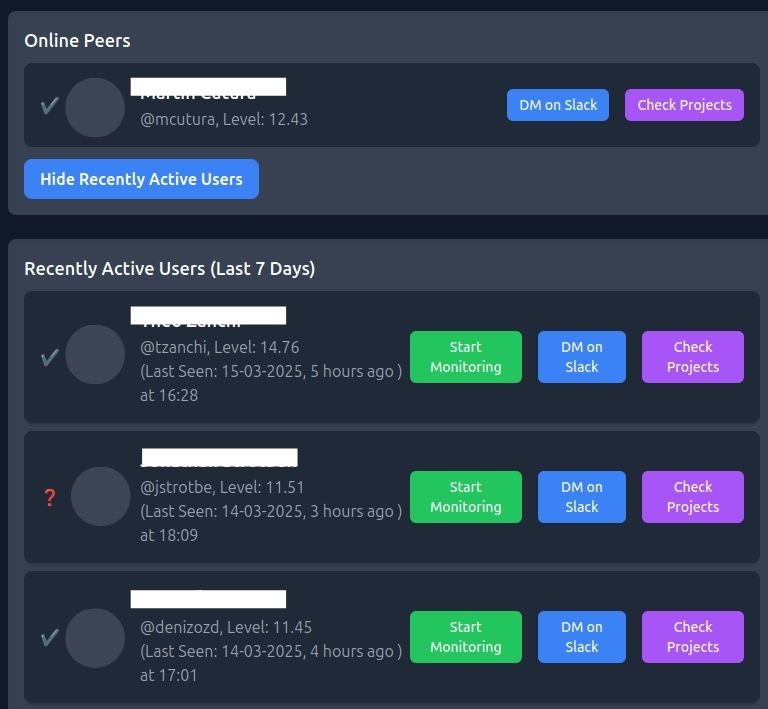 Online Peers
@mcutura, Level: 12.43
DM on Slack
Check Projects
Hide Recently Active Users
Recently Active Users (Last 7 Days)
@tzanchi, Level: 14.76
(Last Seen: 15-03-2025, 5 hours ago )
at 16:28
Start
Monitoring
DM on
Slack
Check
Projects
@jstrotbe, Level: 11.51
(Last Seen: 14-03-2025, 3 hours ago )
at 18:09
Start
Monitoring
DM on
Slack
Check
Projects
@denizozd, Level: 11.45
(Last Seen: 14-03-2025, 4 hours ago )
at 17:01
Start
Monitoring
DM on
Slack
Check
Projects